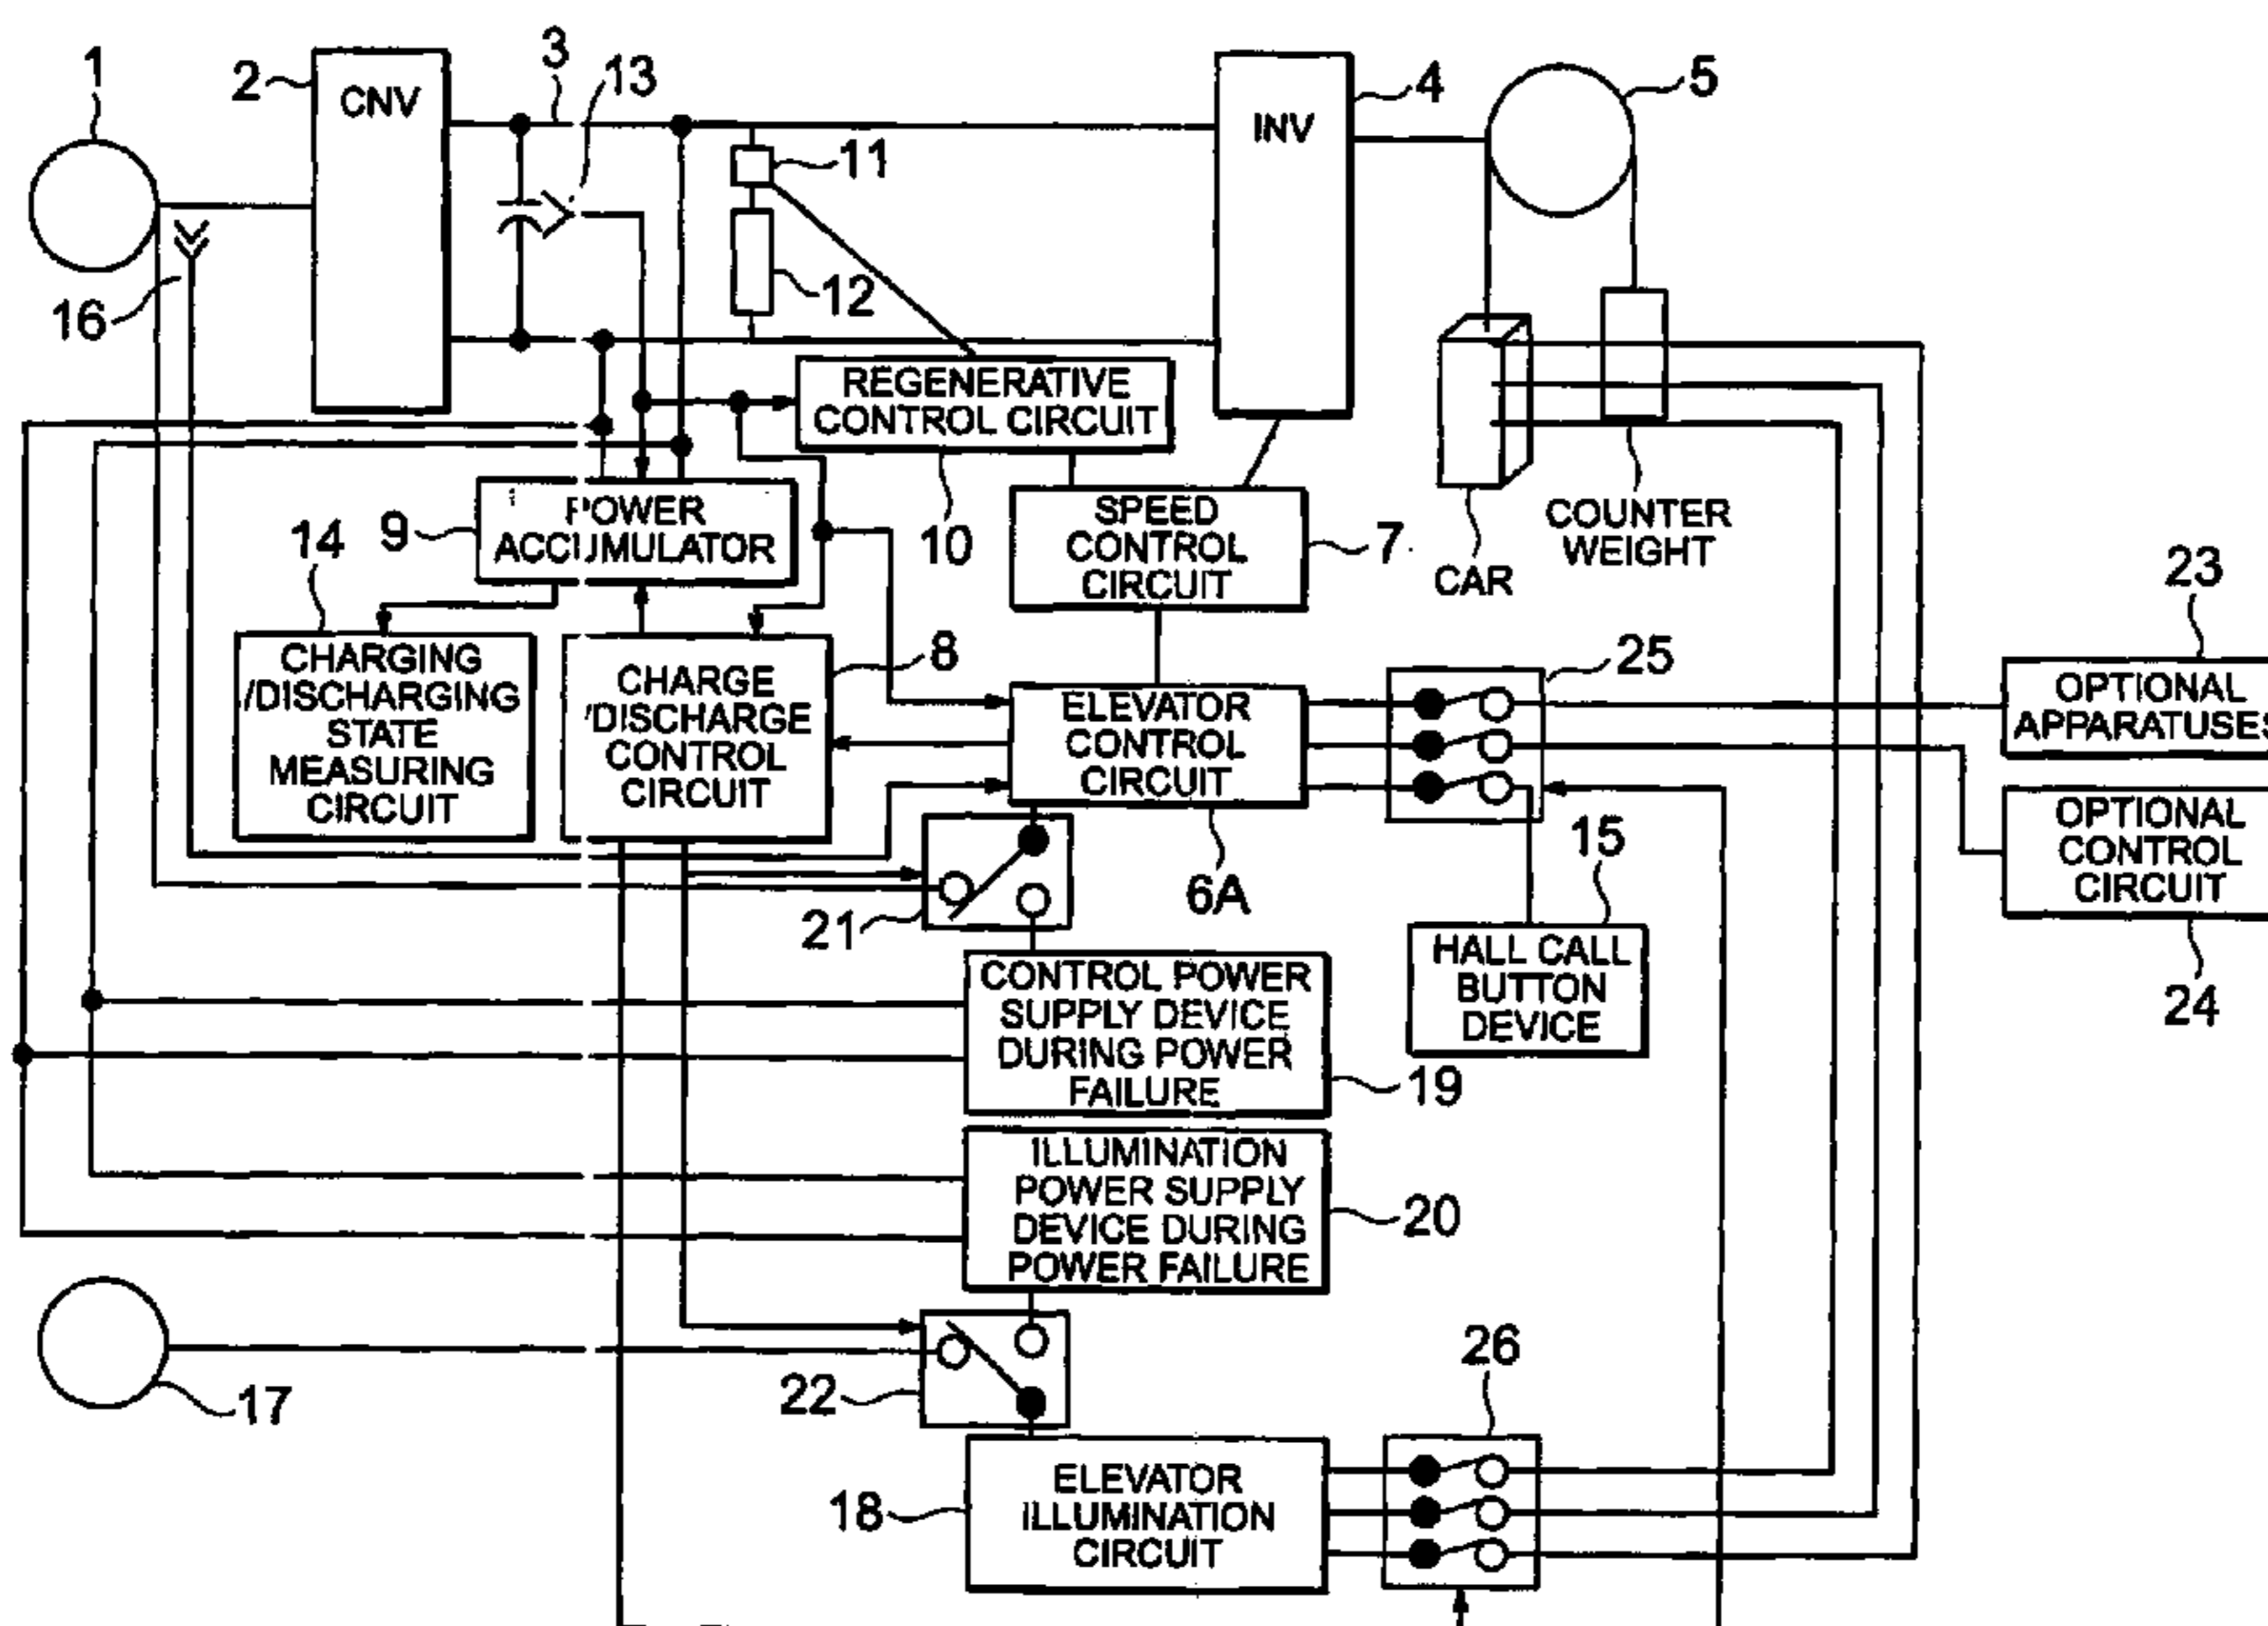 1
2
CNV
3
13
4
INV
5
11
12
16
REGENERATIVE
CONTROL CIRCUIT
10
9
POWER
ACCUMULATOR
14
SPEED
CONTROL
CIRCUIT
7
COUNTER
WEIGHT
CAR
23
OPTIONAL
APPARATUSES
CHARGING
/DISCHARGING
STATE
MEASURING
CIRCUIT
CHARGE
/DISCHARGE
CONTROL
CIRCUIT
8
ELEVATOR
CONTROL
CIRCUIT
6A
25
OPTIONAL
CONTROL
CIRCUIT
24
15
HALL CALL
BUTTON
DEVICE
21
CONTROL POWER
SUPPLY DEVICE
DURING POWER
FAILURE
19
ILLUMINATION
POWER SUPPLY
DEVICE DURING
POWER FAILURE
20
17
22
26
18
ELEVATOR
ILLUMINATION
CIRCUIT